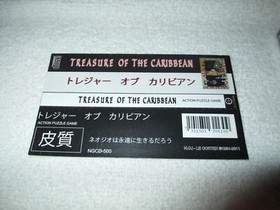 TREASURE OF THE CARIBBEAN
トレジャー オブ カリビアン
TREASURE OF THE CARIBBEAN
ACTION PUZZLE GAME
トレジャー オブ カリビアン
ACTION PUZZLE GAME
皮質
ネオジオは永遠に生きるだろう
NGCD-500